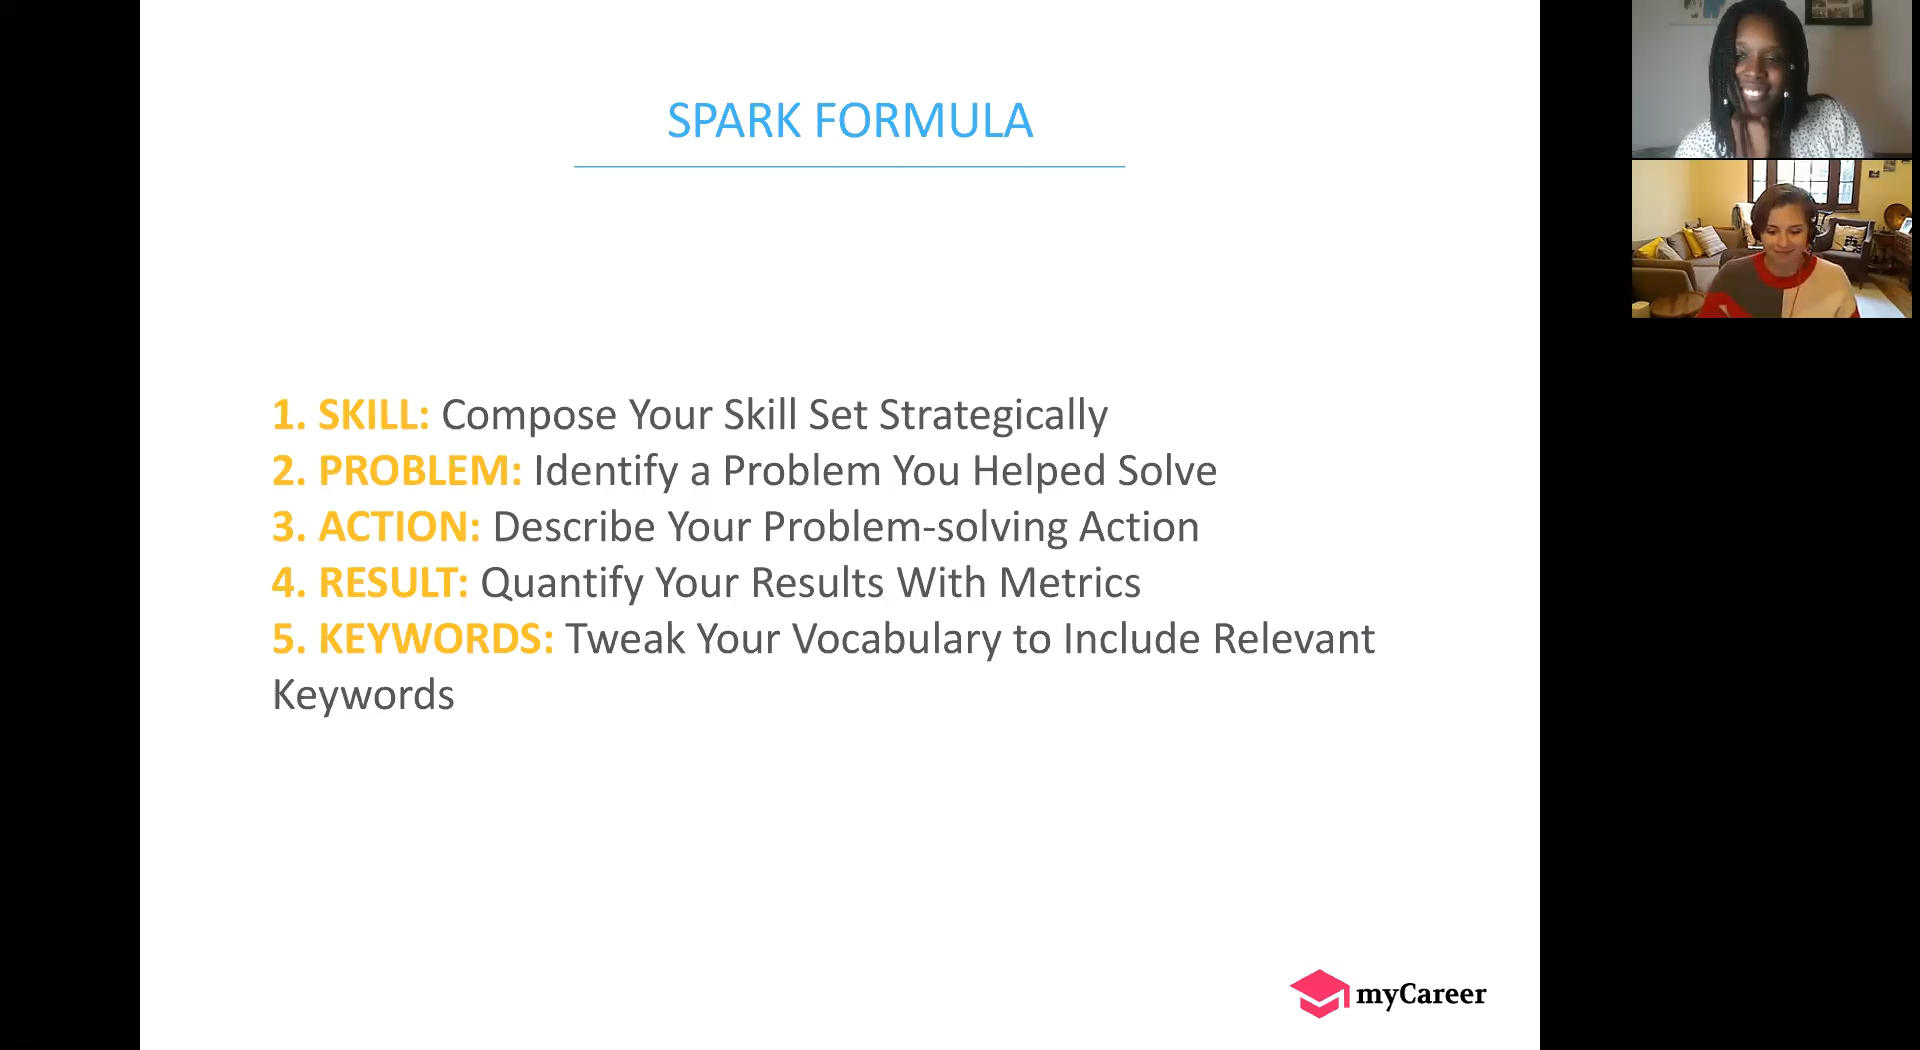 SPARK FORMULA
1. SKILL: Compose Your Skill Set Strategically
2. PROBLEM: Identify a Problem You Helped Solve
3. ACTION: Describe Your Problem-solving Action
4. RESULT: Quantify Your Results With Metrics
5. KEYWORDS: Tweak Your Vocabulary to Include Relevant
Keywords
myCareer